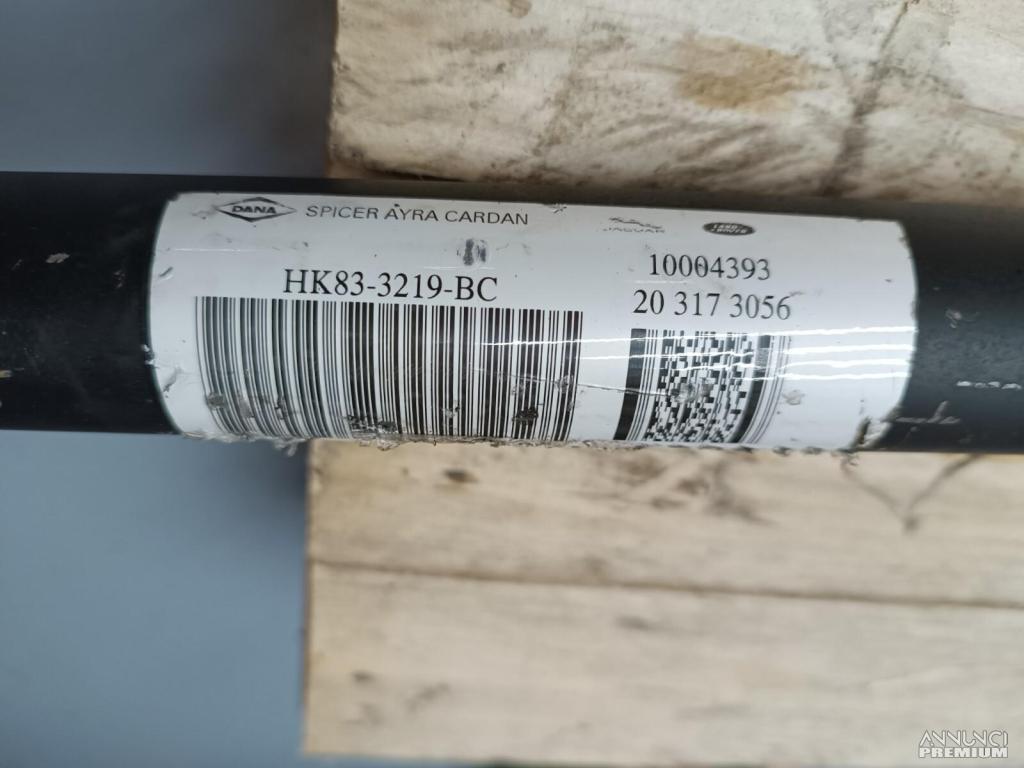 DANA SPICER AYRA CARDAN
JAGUAR LAND ROVER
HK83-3219-BC
10004393
20 317 3056
ANNUNCI
PREMIUM